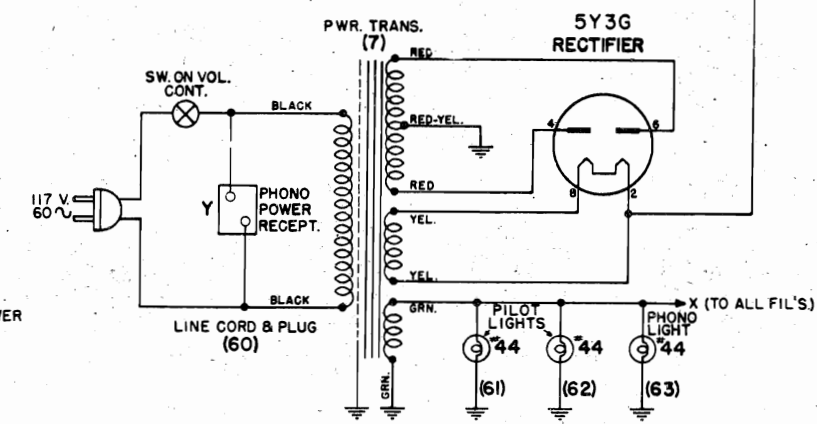 PWR. TRANS.
(7)
5Y3G
RECTIFIER
SW. ON VOL.
CONT.
BLACK
RED
RED-YEL.
4
6
RED
8
2
117 V.
60~
Y
PHONO
POWER
RECEPT.
YEL.
YEL.
BLACK
GRN.
X (TO ALL FIL'S.)
WER
LINE CORD & PLUG
(60)
PILOT
LIGHTS
PHONO
LIGHT
#44
#44
#44
GRN.
(61)
(62)
(63)